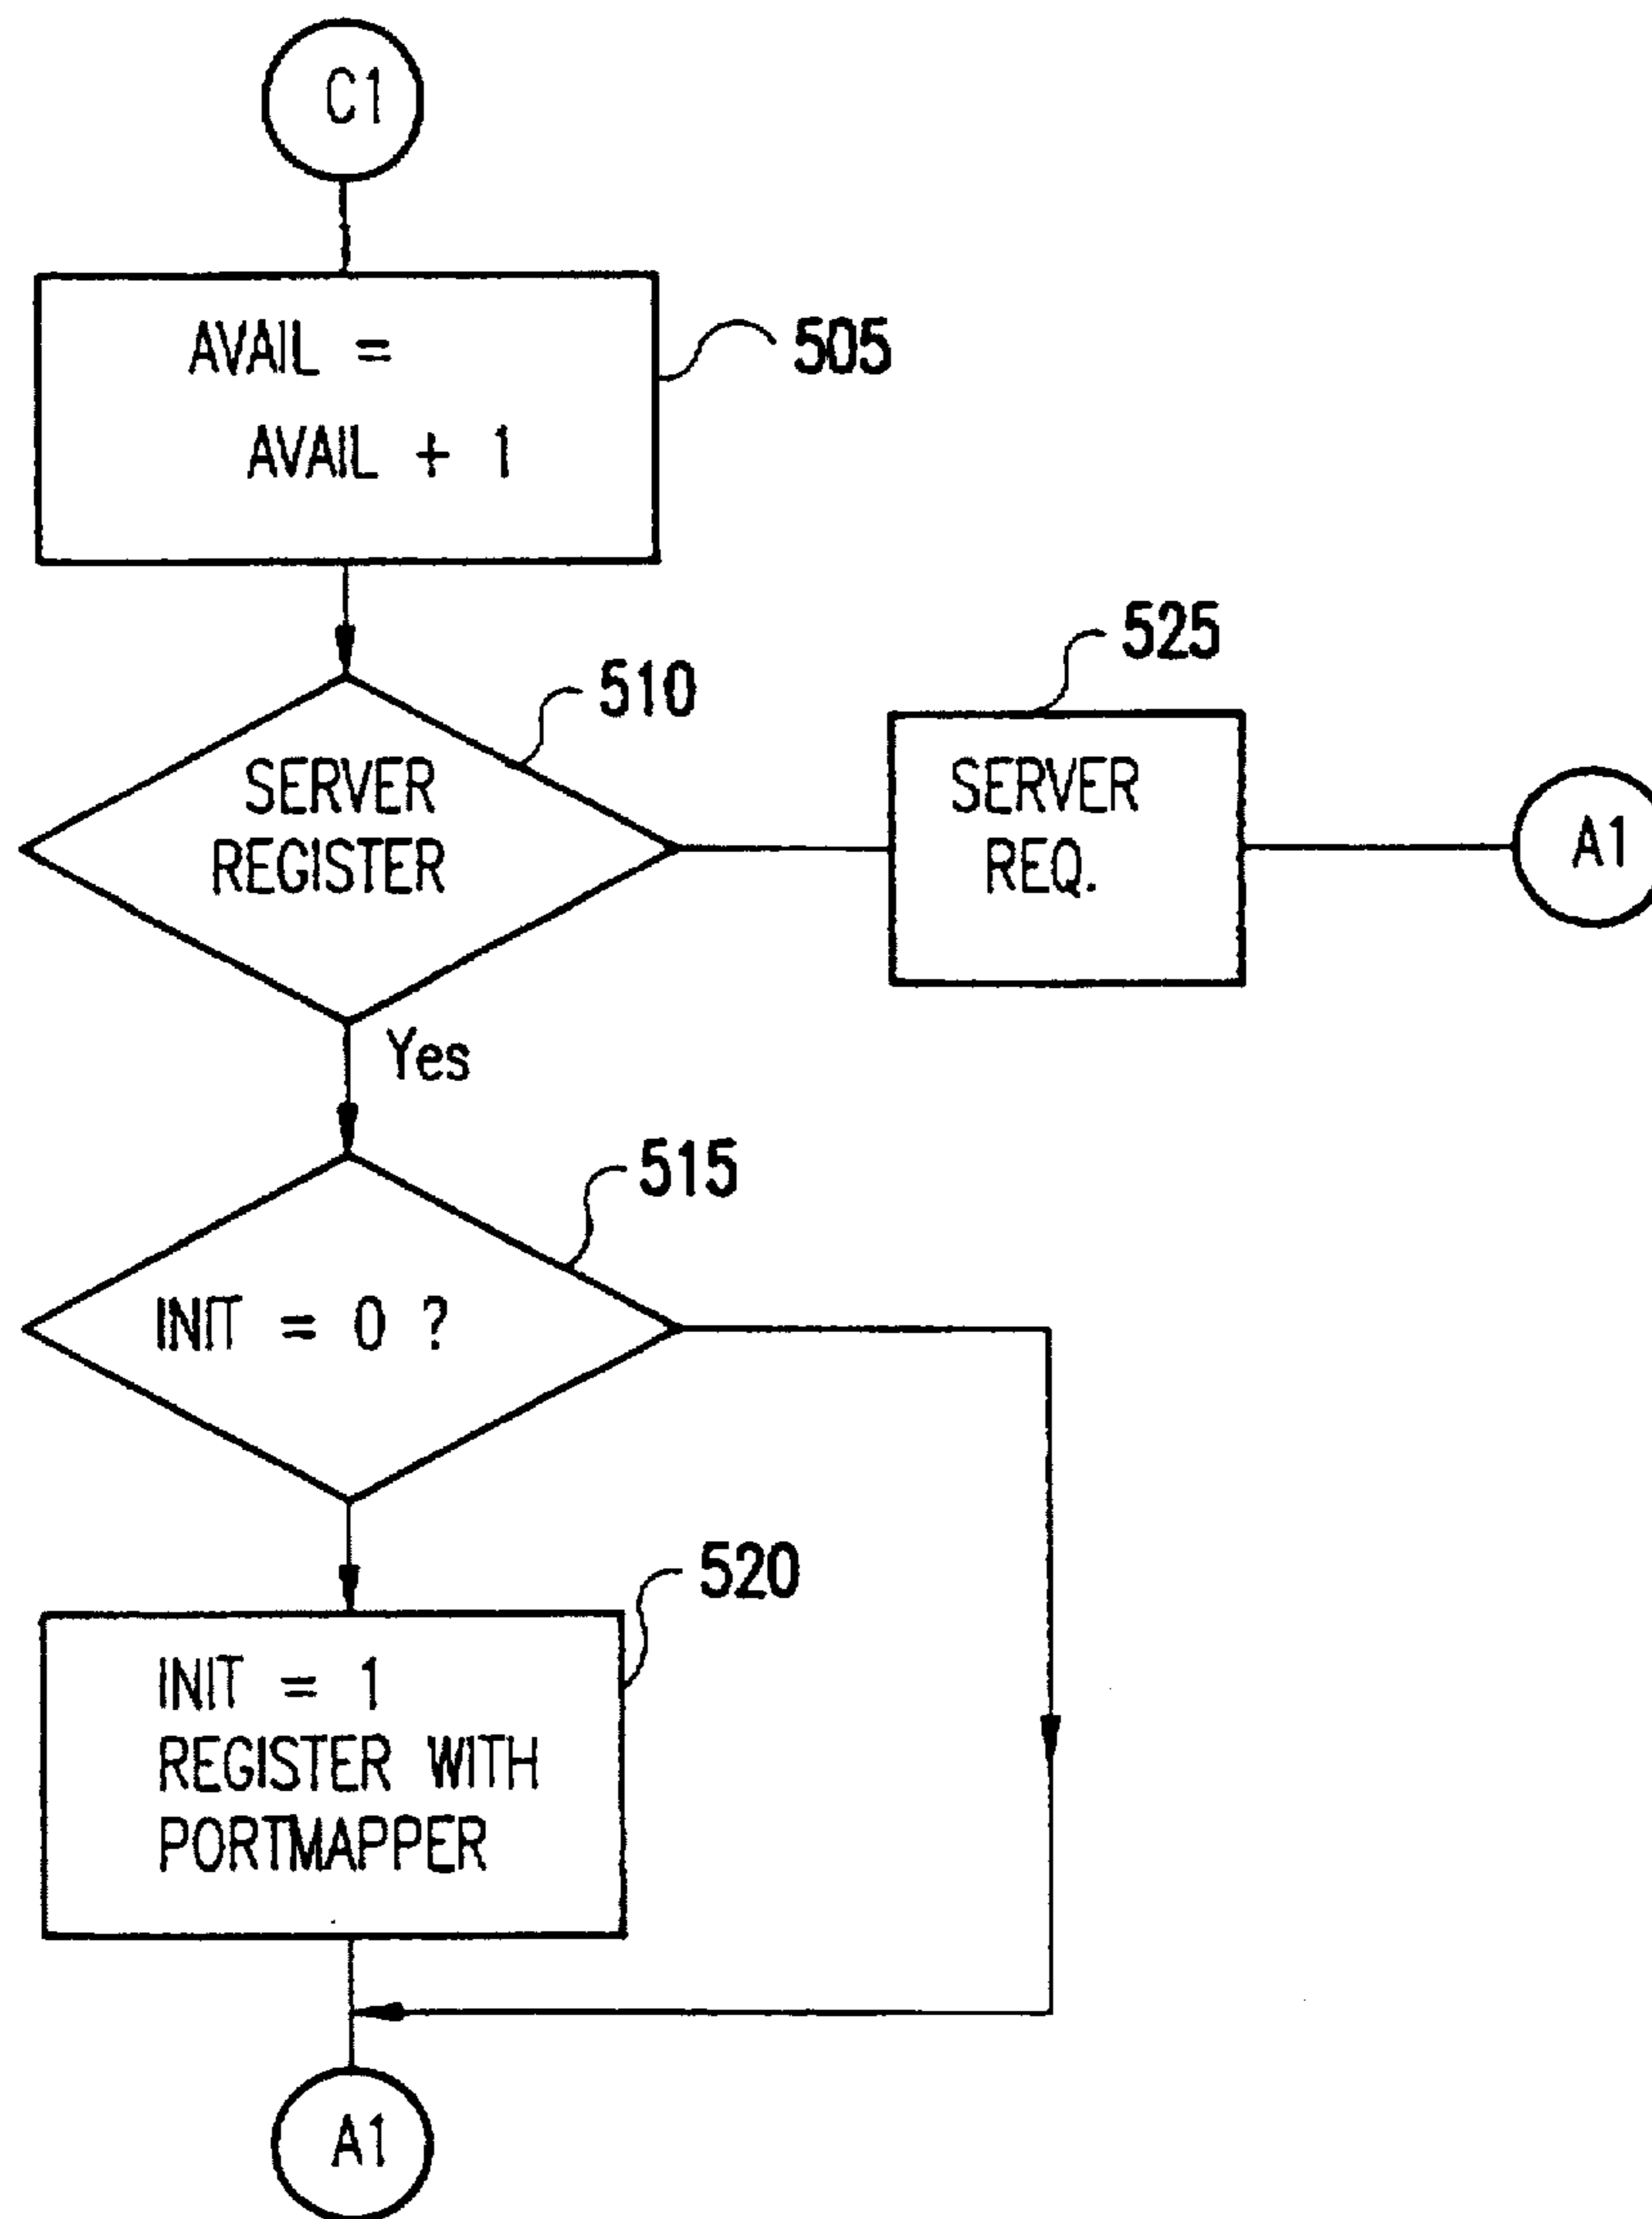 C1
AVAIL =
AVAIL + 1
505
510
SERVER
REGISTER
525
SERVER
REQ.
A1
Yes
515
INIT = 0 ?
520
INIT = 1
REGISTER WITH
PORTMAPPER
A1